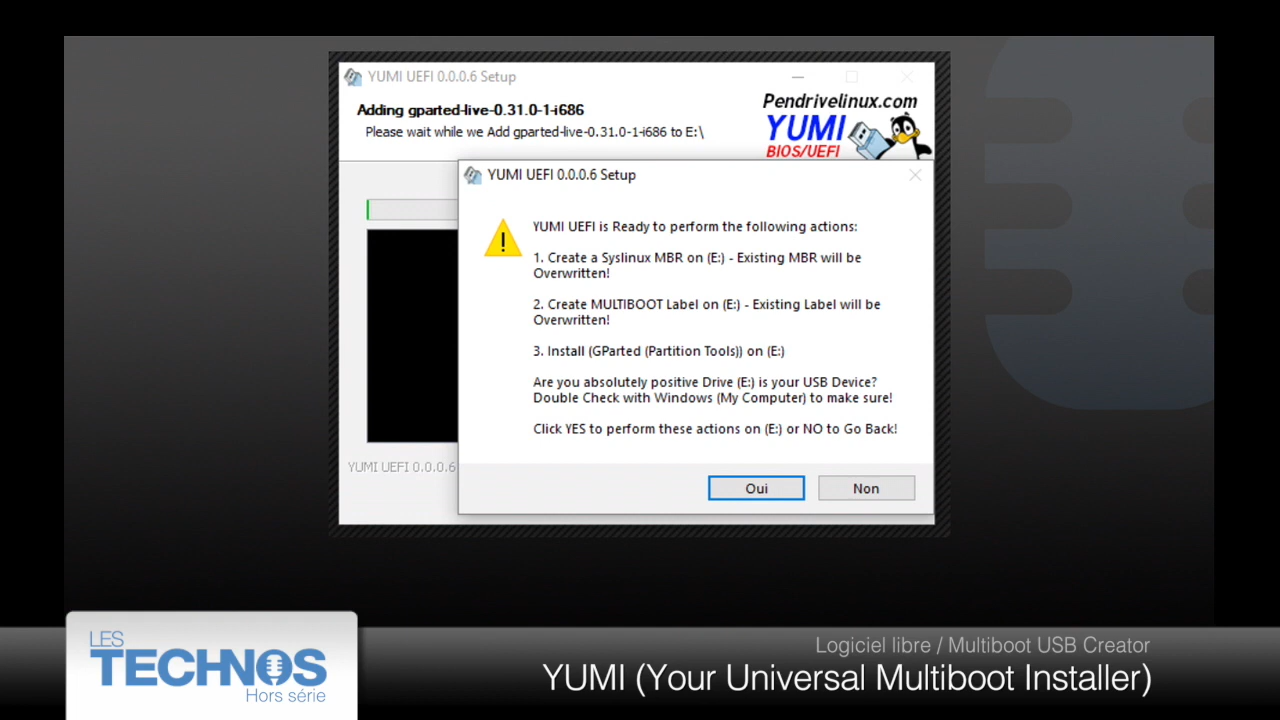 YUMI UEFI 0.0.0.6 Setup
Adding gparted-live-0.31.0-1-i686
Please wait while we Add gparted-live-0.31.0-1-i686 to E:\
Pendrivelinux.com
YUMI
BIOS/UEFI
YUMI UEFI 0.0.0.6 Setup
YUMI UEFI is Ready to perform the following actions:
1. Create a Syslinux MBR on (E:) - Existing MBR will be
Overwritten!
2. Create MULTIBOOT Label on (E:) - Existing Label will be
Overwritten!
3. Install (GParted (Partition Tools)) on (E:)
Are you absolutely positive Drive (E:) is your USB Device?
Double Check with Windows (My Computer) to make sure!
Click YES to perform these actions on (E:) or NO to Go Back!
YUMI UEFI 0.0.0.6
Oui
Non
LES
TECHNOS
Hors série
Logiciel libre / Multiboot USB Creator
YUMI (Your Universal Multiboot Installer)